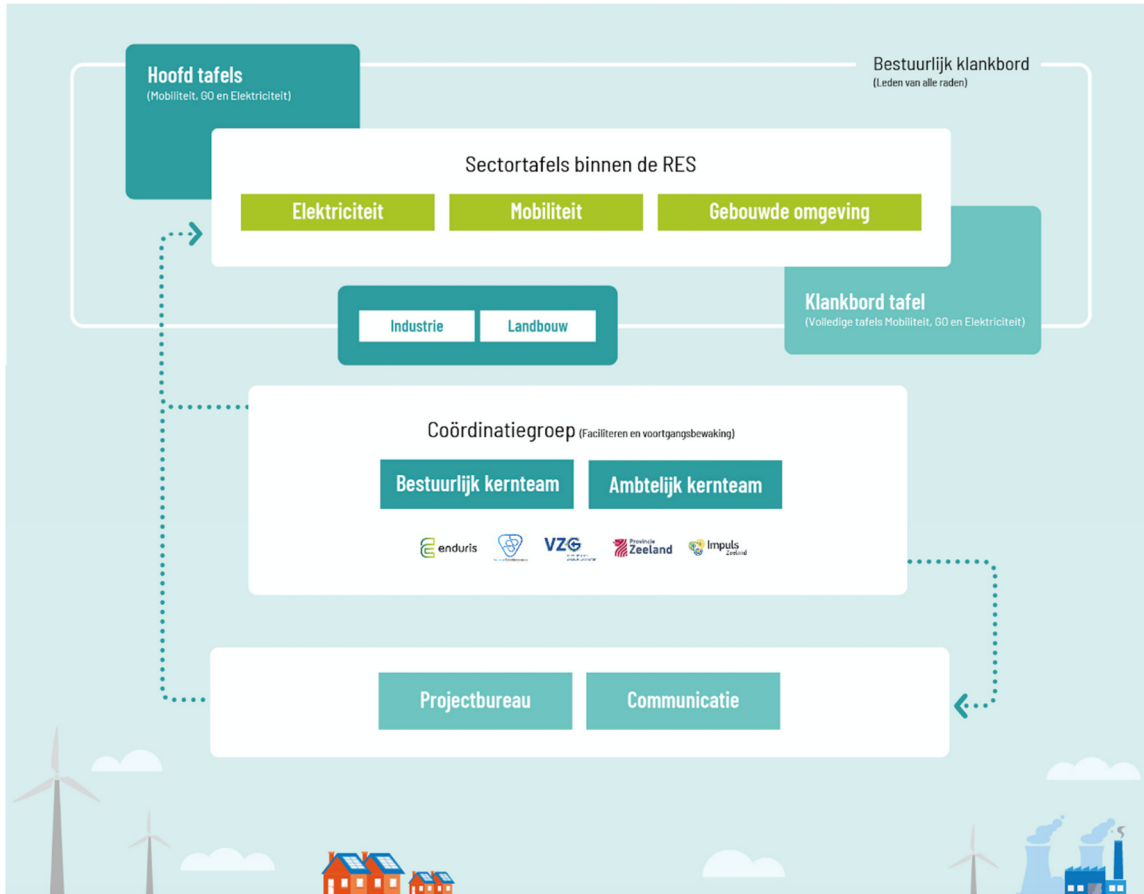 Hoofd tafels
(Mobiliteit, GO en Elektriciteit)
Bestuurlijk klankbord
(Leden van alle raden)
Sectortafels binnen de RES
Elektriciteit
Mobiliteit
Gebouwde omgeving
Klankbord tafel
(Volledige tafels Mobiliteit, GO en Elektriciteit)
Industrie
Landbouw
Coördinatiegroep (Faciliteren en voortgangsbewaking)
Bestuurlijk kernteam
Ambtelijk kernteam
enduris
VZG
Provincie
Zeeland
Impuls
Zeeland
Projectbureau
Communicatie